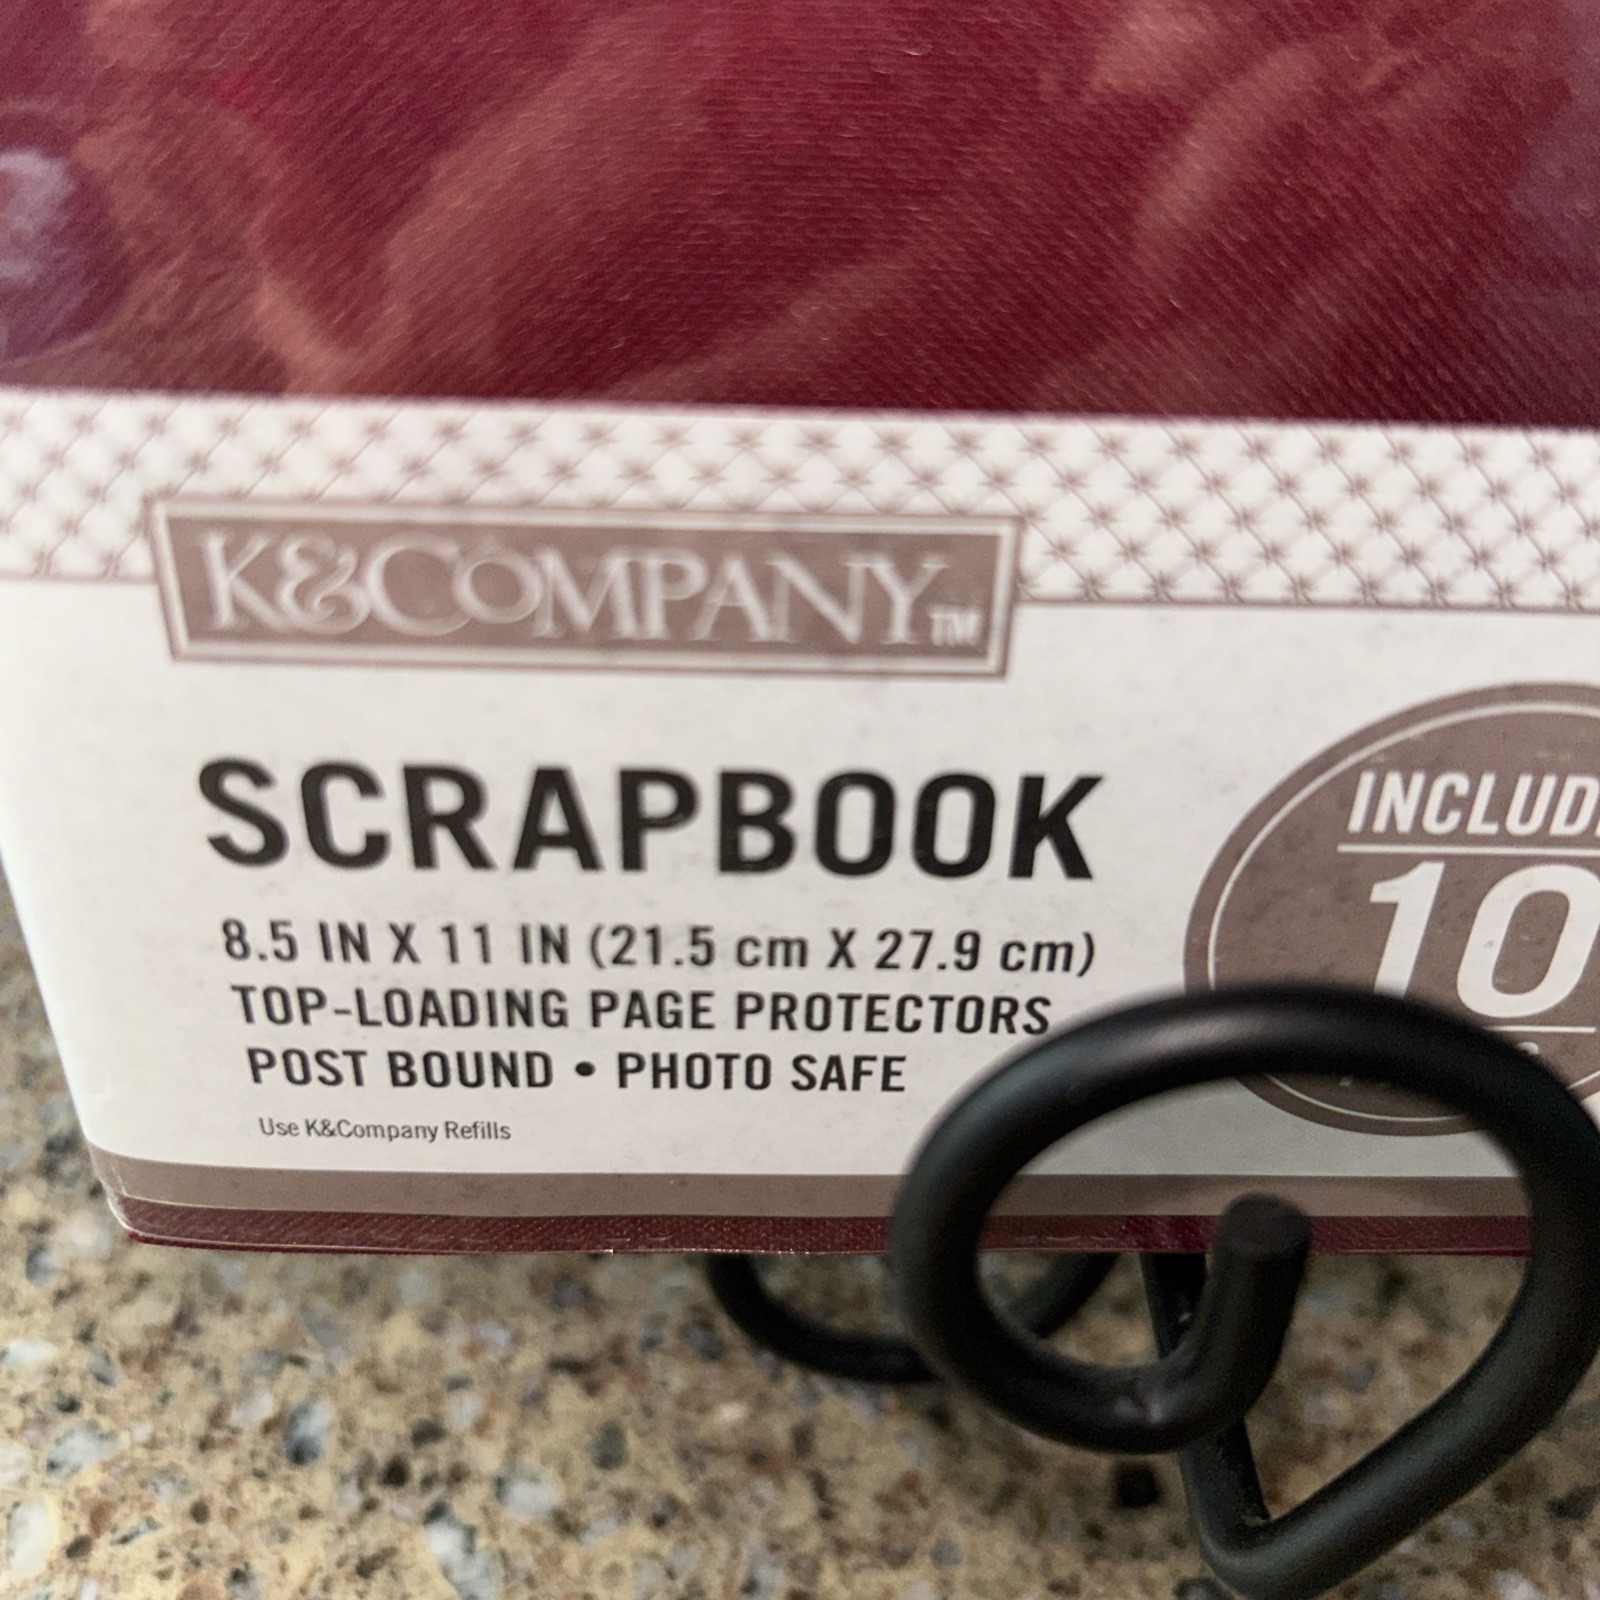 K&COMPANY™
SCRAPBOOK
8.5 IN X 11 IN (21.5 cm X 27.9 cm)
TOP-LOADING PAGE PROTECTORS
POST BOUND • PHOTO SAFE
Use K&Company Refills
INCLUD
10